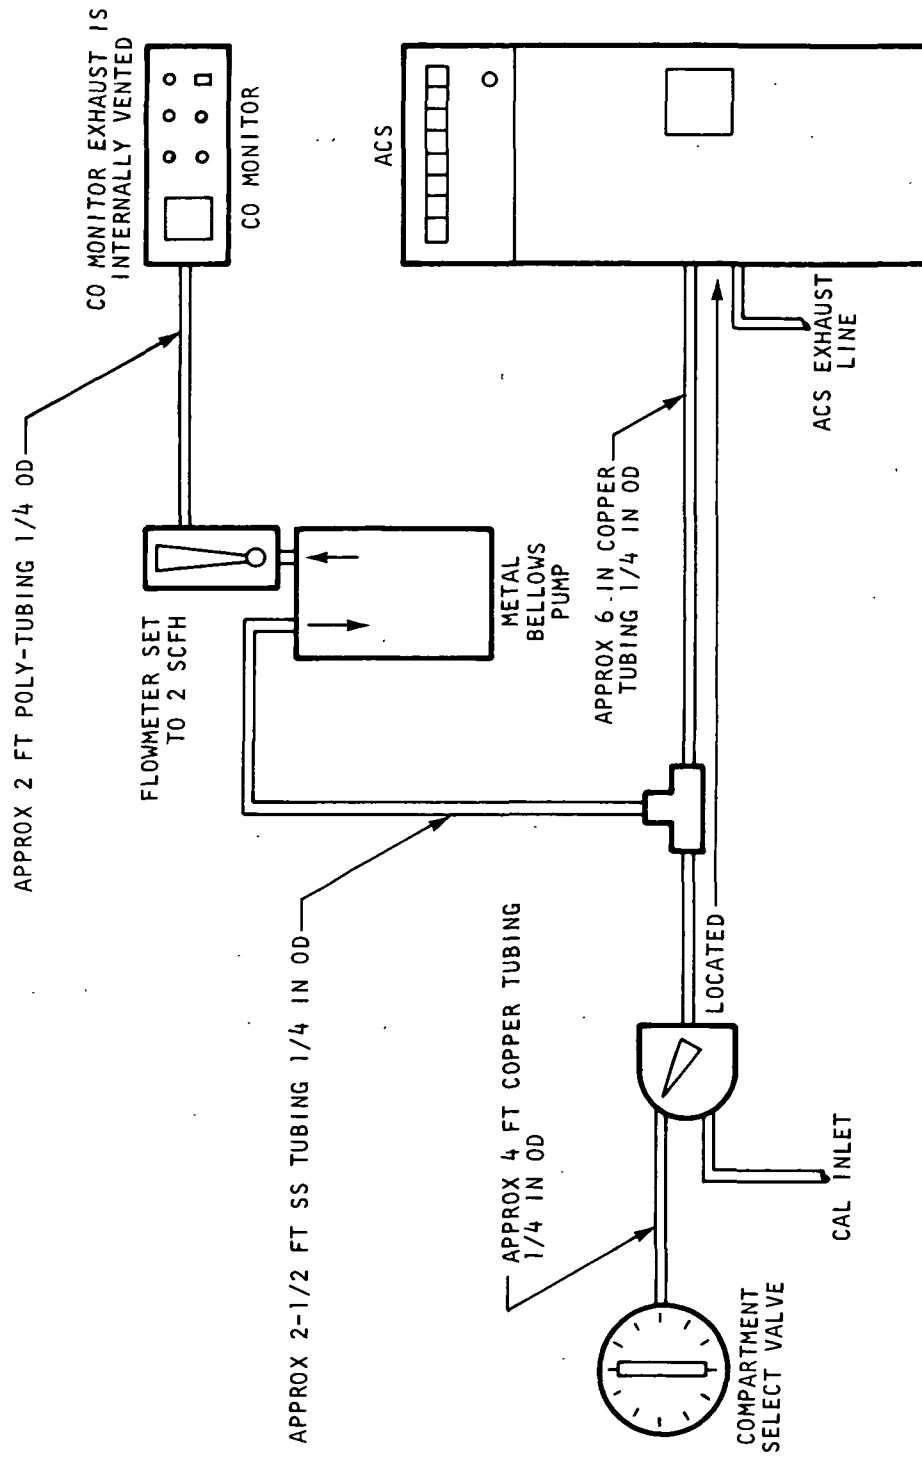 APPROX 2 FT POLY-TUBING 1/4 OD
CO MONITOR EXHAUST IS
INTERNALLY VENTED
CO MONITOR
FLOWMETER SET
TO 2 SCFH
APPROX 2-1/2 FT SS TUBING 1/4 IN OD
METAL
BELLOWS
PUMP
ACS
APPROX 4 FT COPPER TUBING
1/4 IN OD
APPROX 6 IN COPPER
TUBING 1/4 IN OD
LOCATED
COMPARTMENT
SELECT VALVE
CAL INLET
ACS EXHAUST
LINE